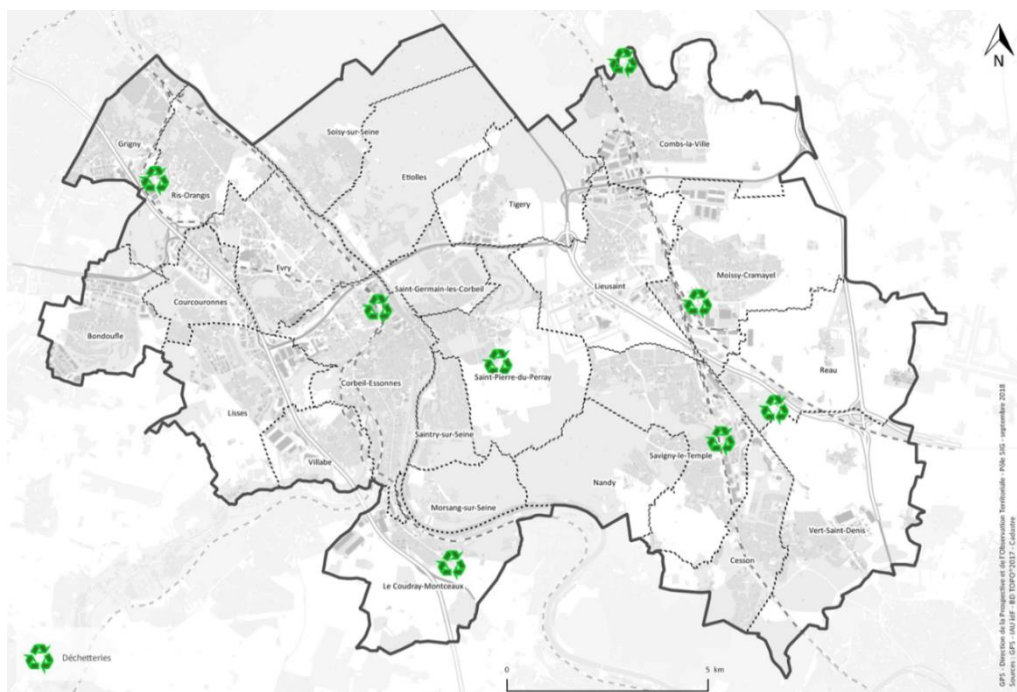 N
Combs-la-Ville
Soisy-sur-Seine
Grigny
Etiolles
Ris-Orangis
Tigery
Evry
Moissy-Cramayel
Saint-Germain-les-Corbeil
Lieusaint
Courcouronnes
Bondoufle
Reau
Saint-Pierre-du-Perray
Corbeil-Essonnes
Lisses
Saintry-sur-Seine
Savigny-le-Temple
Villabe
Nandy
Morsang-sur-Seine
Vert-Saint-Denis
Cesson
Le Coudray-Montceaux
Déchetteries
0 5 km
GPS - Direction de la Prospective et de l'Observation Territoriale - Pôle SIG - septembre 2018
Sources : GPS - IAU IdF - BD TOPO®2017 - Cadastre